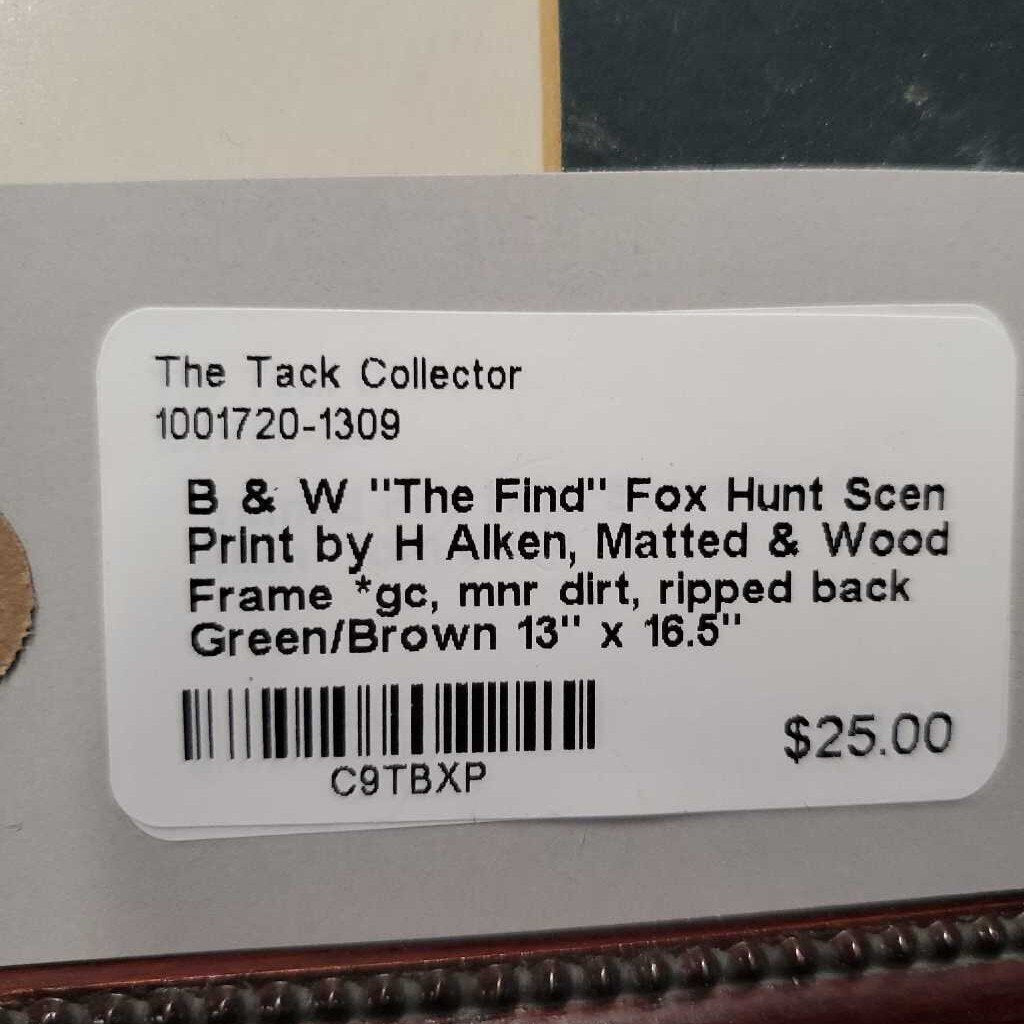 The Tack Collector
1001720-1309
B & W "The Find" Fox Hunt Scen
Print by H Alken, Matted & Wood
Frame *gc, mnr dirt, ripped back
Green/Brown 13" x 16.5"
$25.00
C9TBXP